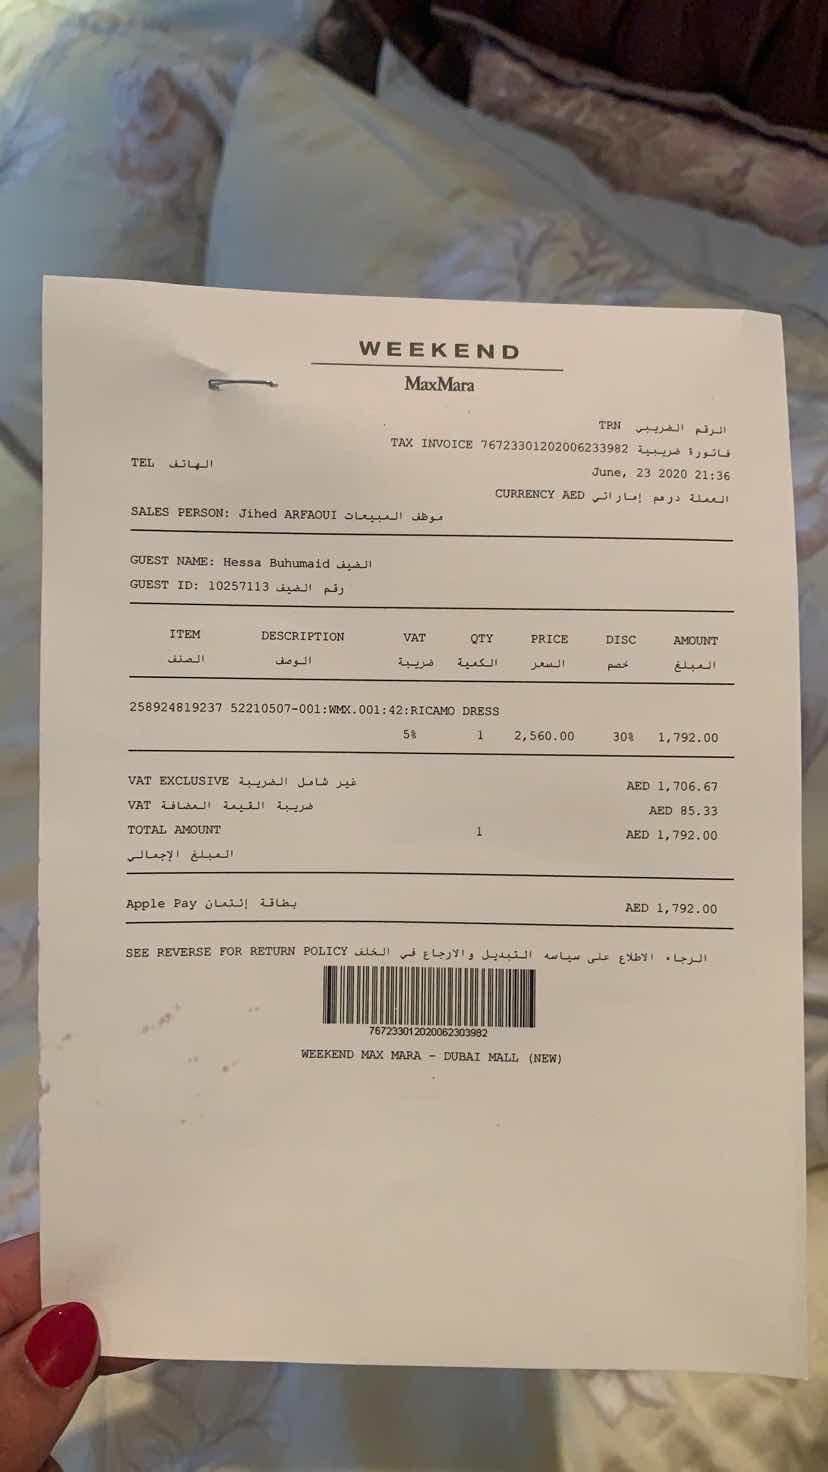 WEEKEND
MaxMara
TRN الرقم الضريبي
TAX INVOICE 76723301202006233982 فاتورة ضريبية
TEL الهاتف
June, 23 2020 21:36
CURRENCY AED العملة درهم إماراتي
SALES PERSON: Jihed ARFAOUI موظف المبيعات
GUEST NAME: Hessa Buhumaid الضيف
GUEST ID: 10257113 رقم الضيف
ITEM DESCRIPTION VAT QTY PRICE DISC AMOUNT
الصنف الوصف ضريبة الكمية السعر خصم المبلغ
258924819237 52210507-001:WMX.001:42:RICAMO DRESS
5% 1 2,560.00 30% 1,792.00
VAT EXCLUSIVE غير شامل الضريبة AED 1,706.67
VAT ضريبة القيمة المضافة AED 85.33
TOTAL AMOUNT 1 AED 1,792.00
المبلغ الإجمالي
Apple Pay بطاقة إئتمان AED 1,792.00
SEE REVERSE FOR RETURN POLICY الرجاء الاطلاع على سياسه التبديل والارجاع في الخلف
767233012020062303982
WEEKEND MAX MARA - DUBAI MALL (NEW)